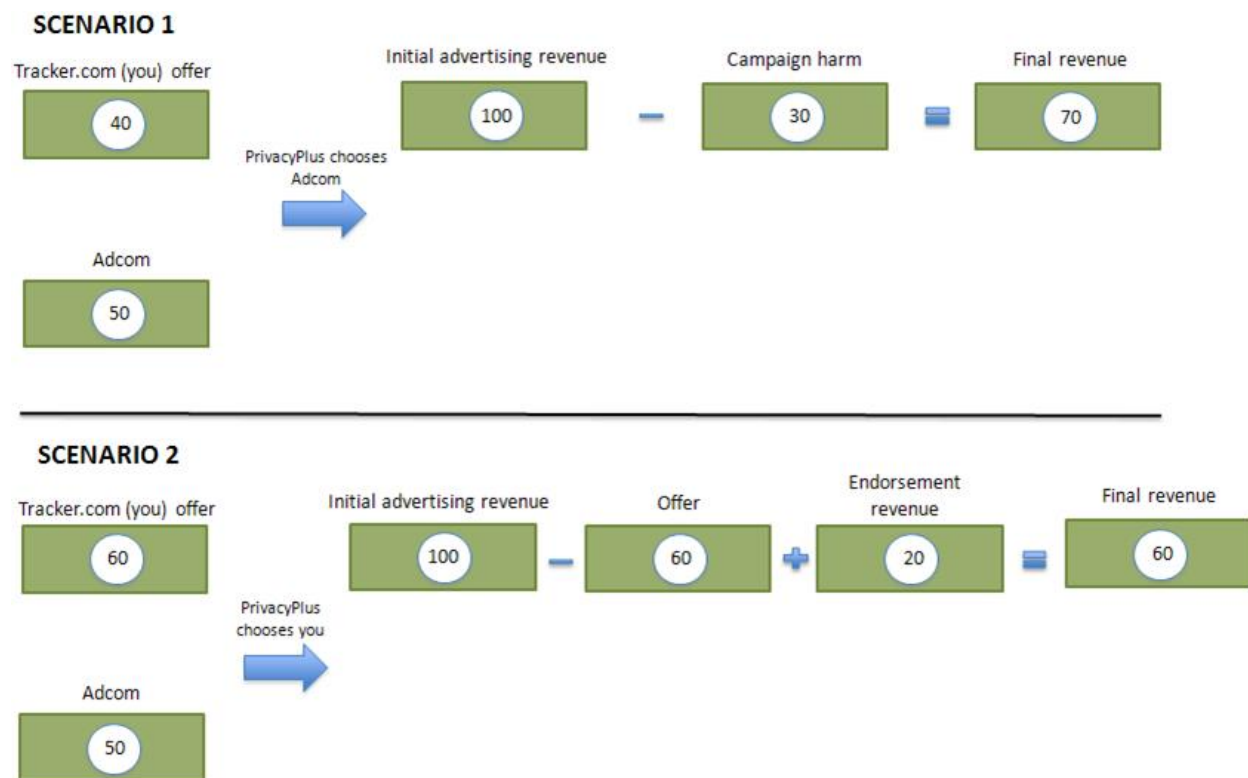 SCENARIO 1
Tracker.com (you) offer
40
Adcom
50
PrivacyPlus chooses
Adcom
Initial advertising revenue
100
Campaign harm
30
Final revenue
70
SCENARIO 2
Tracker.com (you) offer
60
Adcom
50
PrivacyPlus
chooses you
Initial advertising revenue
100
Offer
60
Endorsement
revenue
20
Final revenue
60